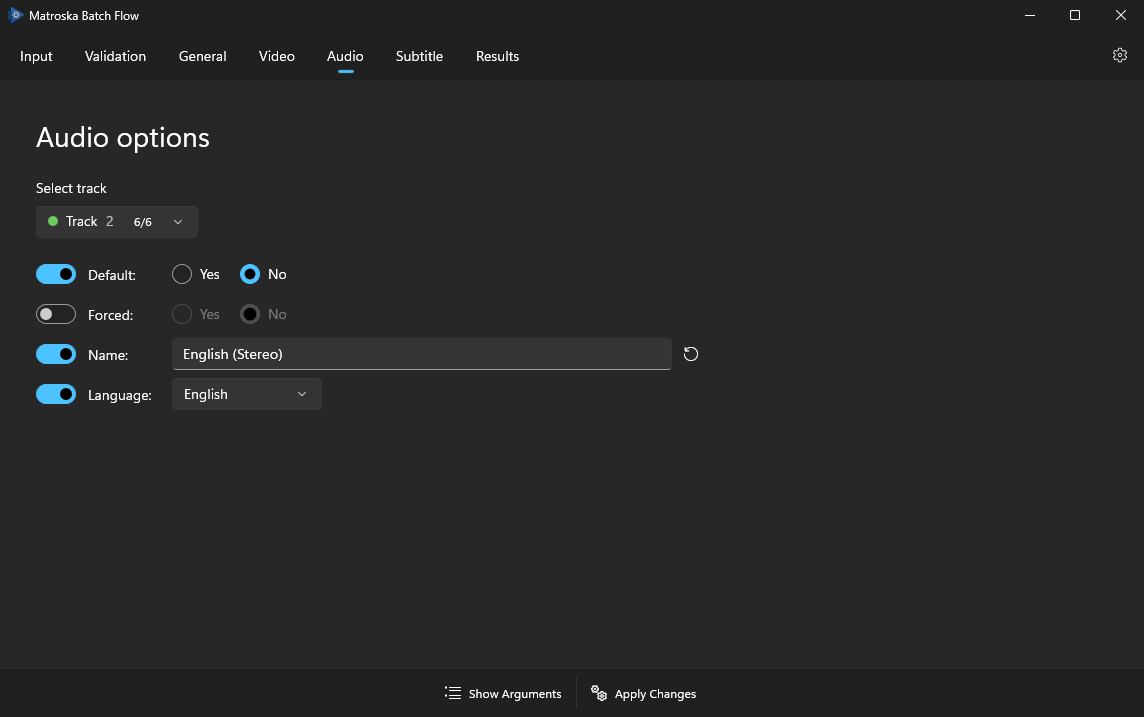 Matroska Batch Flow
Input Validation General Video Audio Subtitle Results
Audio options
Select track
Track 2 6/6
Default: Yes No
Forced: Yes No
Name: English (Stereo)
Language: English
Show Arguments Apply Changes